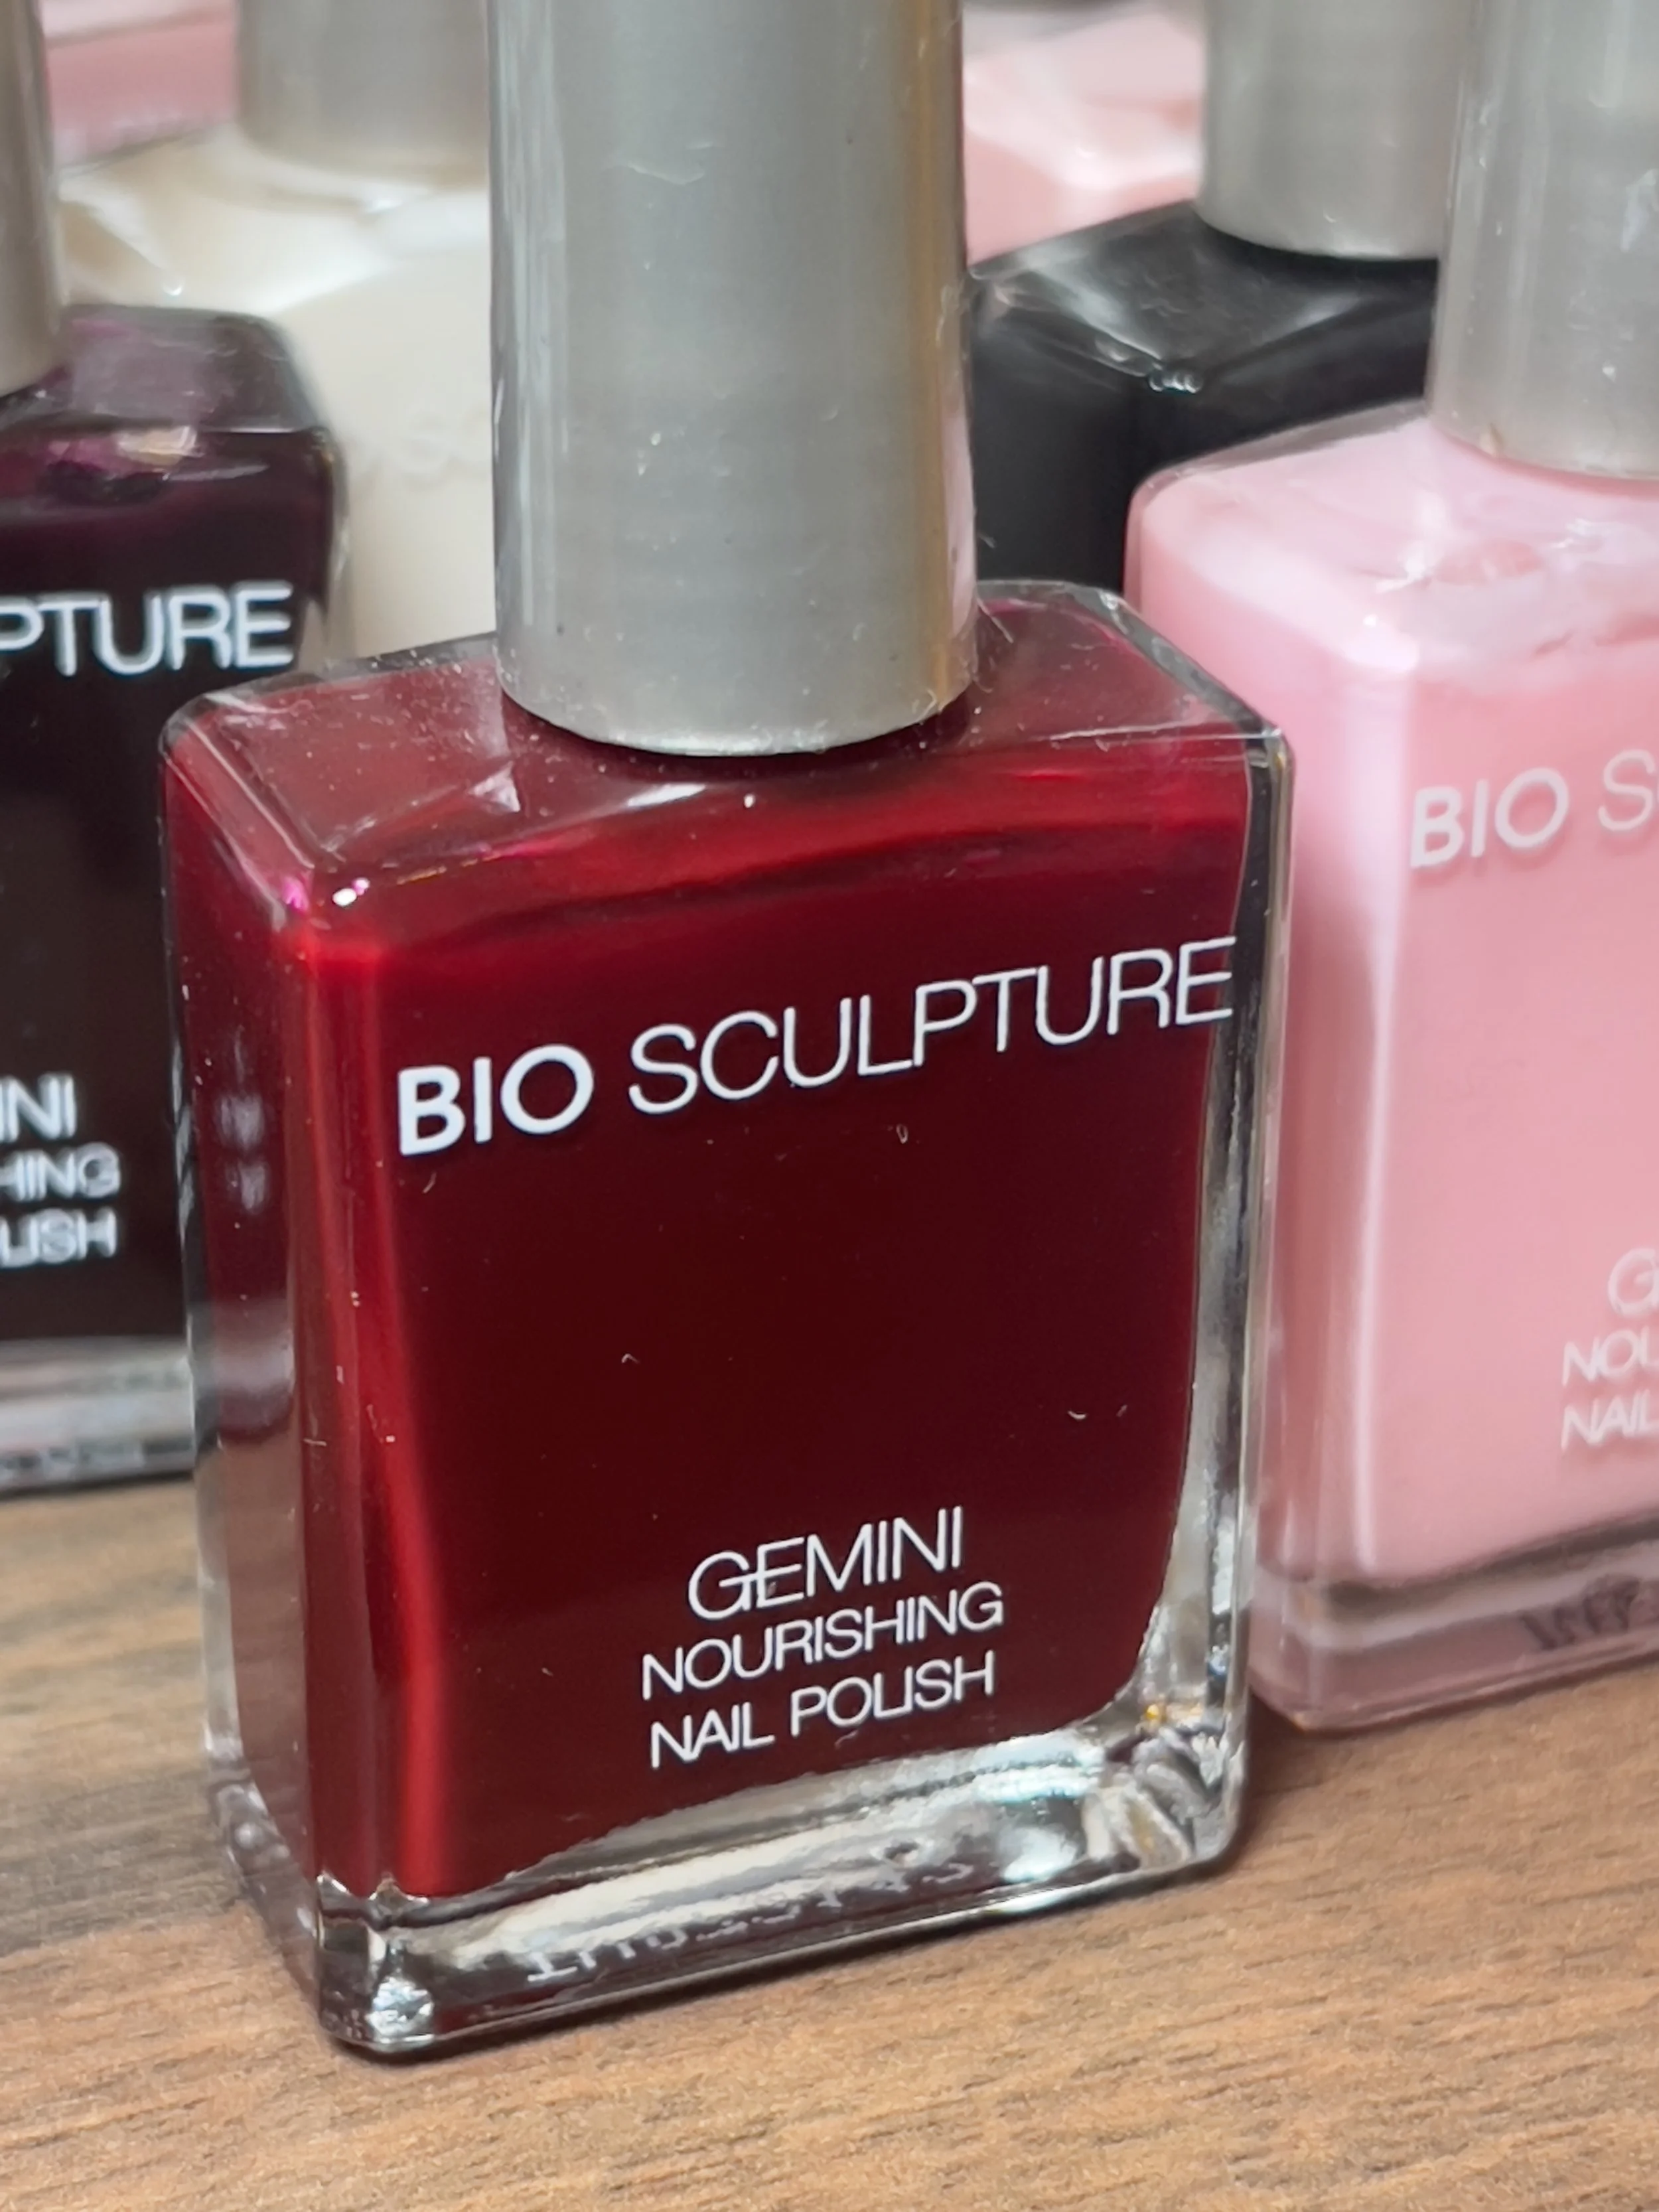 PTURE
INI
HING
LISH
BIO SCULPTURE
GEMINI
NOURISHING
NAIL POLISH
BIO S
G
NOU
NAIL